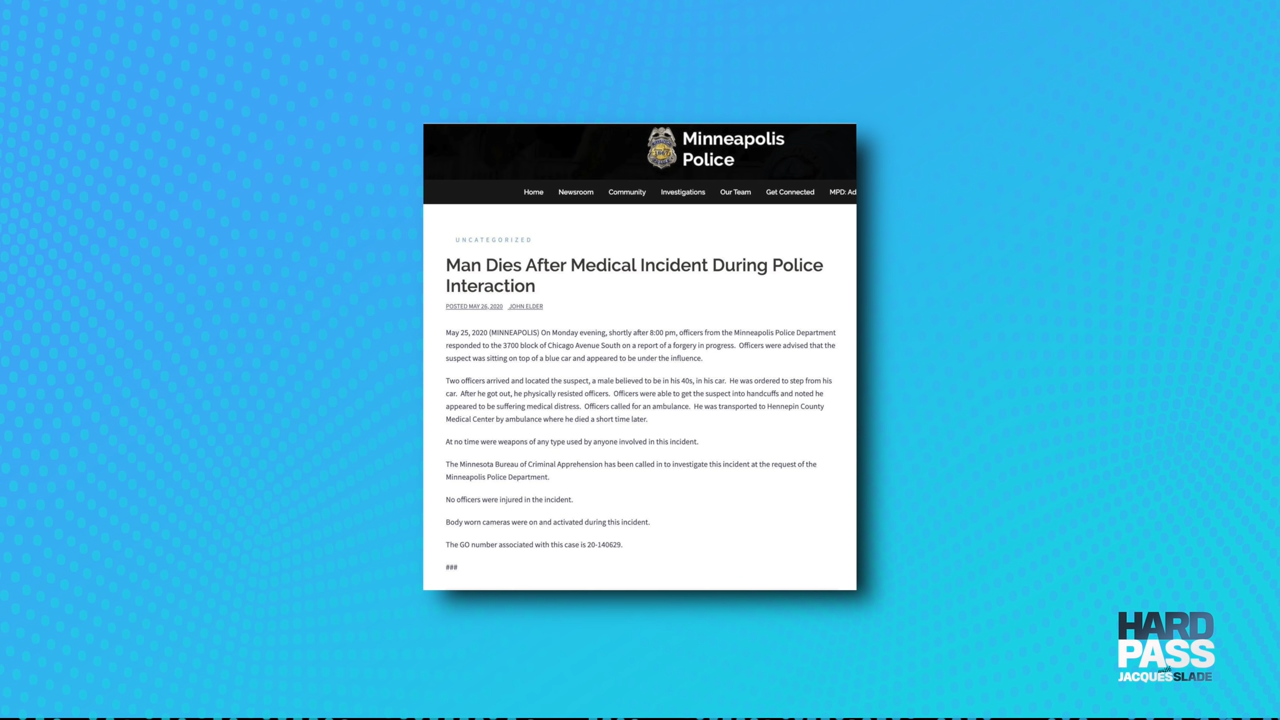 Minneapolis
Police
Home Newsroom Community Investigations Our Team Get Connected MPD: Ad
UNCATEGORIZED
Man Dies After Medical Incident During Police
Interaction
POSTED MAY 26, 2020 JOHN ELDER
May 25, 2020 (MINNEAPOLIS) On Monday evening, shortly after 8:00 pm, officers from the Minneapolis Police Department
responded to the 3700 block of Chicago Avenue South on a report of a forgery in progress. Officers were advised that the
suspect was sitting on top of a blue car and appeared to be under the influence.
Two officers arrived and located the suspect, a male believed to be in his 40s, in his car. He was ordered to step from his
car. After he got out, he physically resisted officers. Officers were able to get the suspect into handcuffs and noted he
appeared to be suffering medical distress. Officers called for an ambulance. He was transported to Hennepin County
Medical Center by ambulance where he died a short time later.
At no time were weapons of any type used by anyone involved in this incident.
The Minnesota Bureau of Criminal Apprehension has been called in to investigate this incident at the request of the
Minneapolis Police Department.
No officers were injured in the incident.
Body worn cameras were on and activated during this incident.
The GO number associated with this case is 20-140629.
###
HARD
PASS
with
JACQUES SLADE